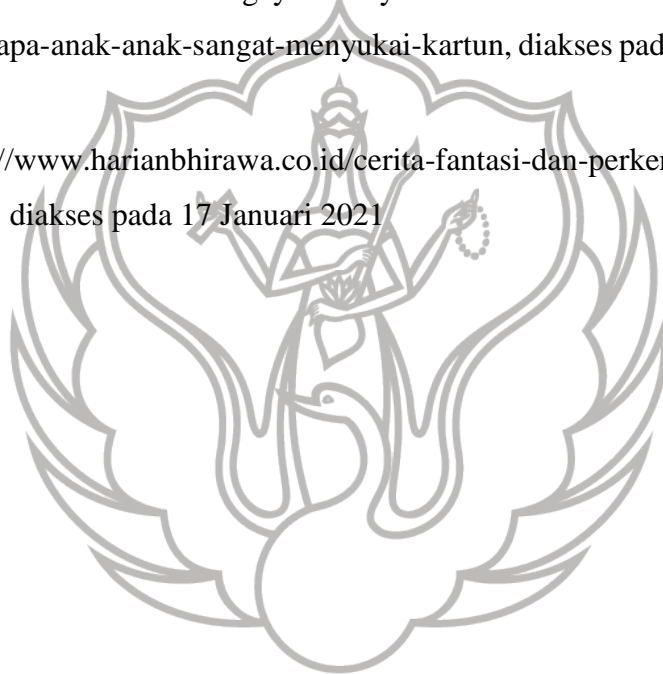 apa-anak-anak-sangat-menyukai-kartun, diakses pad
//www.harianbhirawa.co.id/cerita-fantasi-dan-perke
diakses pada 17 Januari 2021